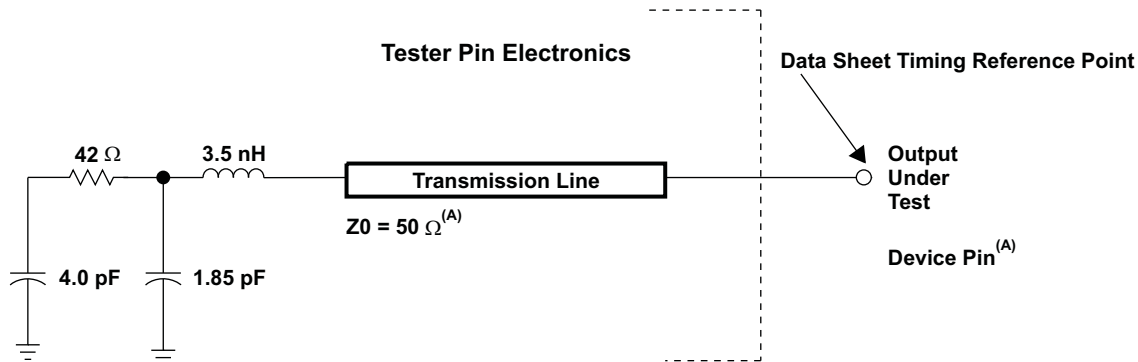 Tester Pin Electronics
Data Sheet Timing Reference Point
42 Ω
3.5 nH
Transmission Line
Output
Under
Test
Z0 = 50 Ω(A)
Device Pin(A)
4.0 pF
1.85 pF